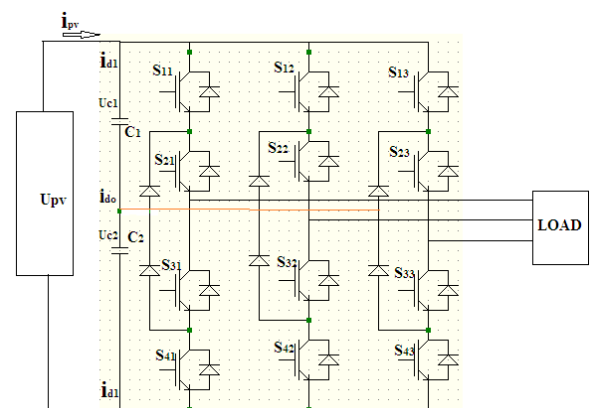 ipv
id1
S11
S12
S13
Uc1
C1
S21
S22
S23
Upv
ido
Uc2
C2
LOAD
S31
S32
S33
S41
S42
S43
id1